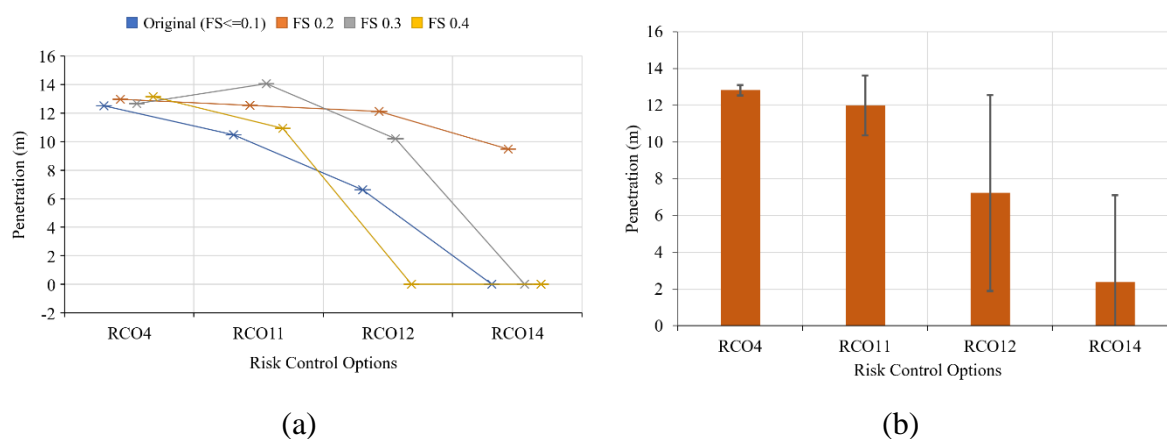 Original (FS<=0.1) FS 0.2 FS 0.3 FS 0.4
16
14
12
10
8
6
4
2
0
-2
Penetration (m)
RCO4 RCO11 RCO12 RCO14
Risk Control Options
(a)
16
14
12
10
8
6
4
2
0
Penetration (m)
RCO4 RCO11 RCO12 RCO14
Risk Control Options
(b)